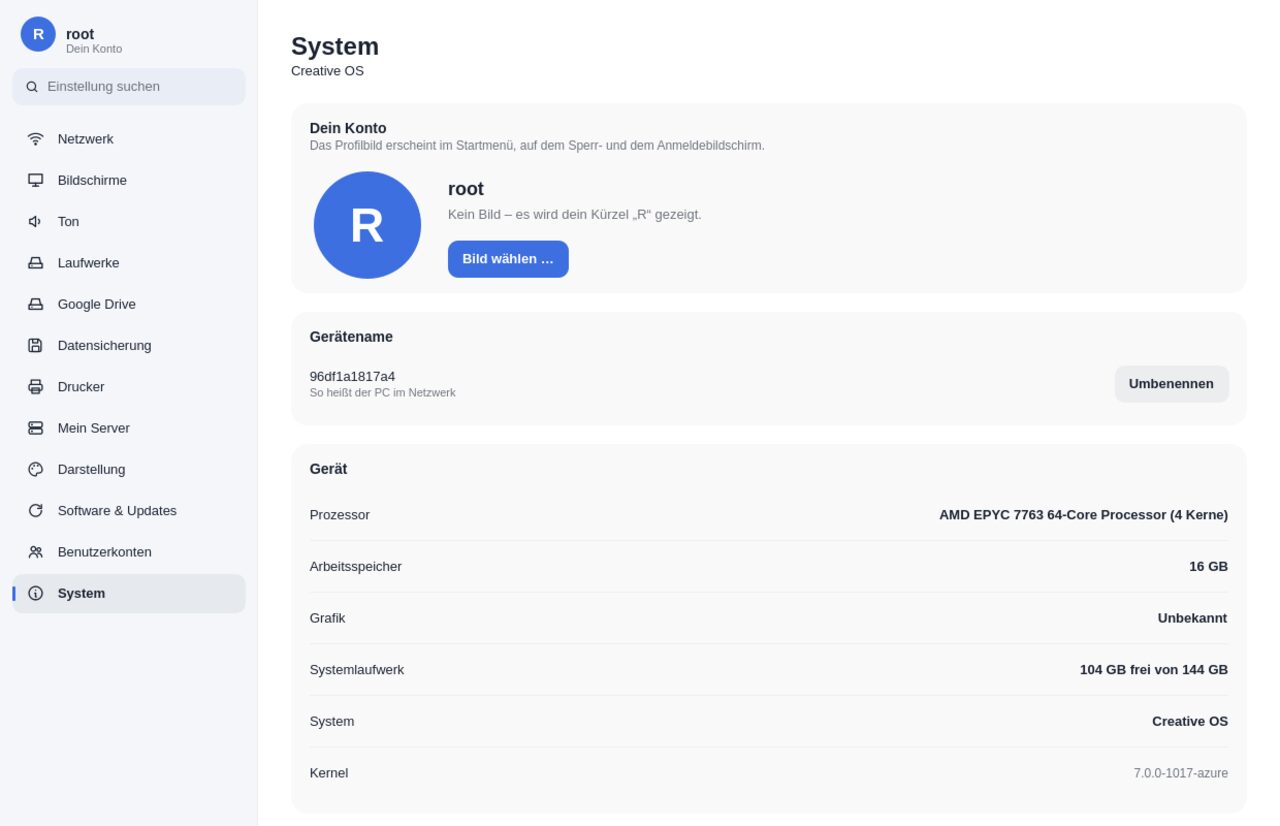 R
root
Dein Konto
Einstellung suchen
Netzwerk
Bildschirme
Ton
Laufwerke
Google Drive
Datensicherung
Drucker
Mein Server
Darstellung
Software & Updates
Benutzerkonten
System
System
Creative OS
Dein Konto
Das Profilbild erscheint im Startmenü, auf dem Sperr- und dem Anmeldebildschirm.
R
root
Kein Bild – es wird dein Kürzel „R“ gezeigt.
Bild wählen …
Gerätename
96df1a1817a4
So heißt der PC im Netzwerk
Umbenennen
Gerät
Prozessor AMD EPYC 7763 64-Core Processor (4 Kerne)
Arbeitsspeicher 16 GB
Grafik Unbekannt
Systemlaufwerk 104 GB frei von 144 GB
System Creative OS
Kernel 7.0.0-1017-azure